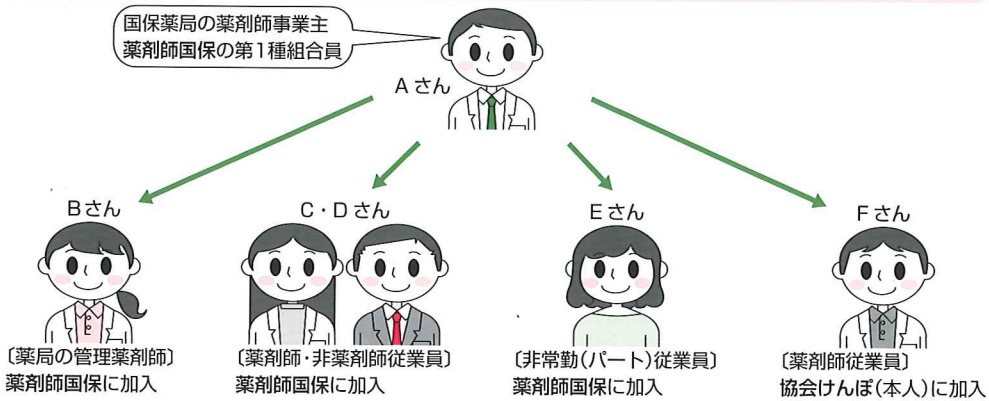 国保薬局の薬剤師事業主
薬剤師国保の第1種組合員
Aさん
Bさん
C・Dさん
Eさん
Fさん
〔薬局の管理薬剤師〕
薬剤師国保に加入
〔薬剤師・非薬剤師従業員〕
薬剤師国保に加入
〔非常勤(パート)従業員〕
薬剤師国保に加入
〔薬剤師従業員〕
協会けんぽ(本人)に加入